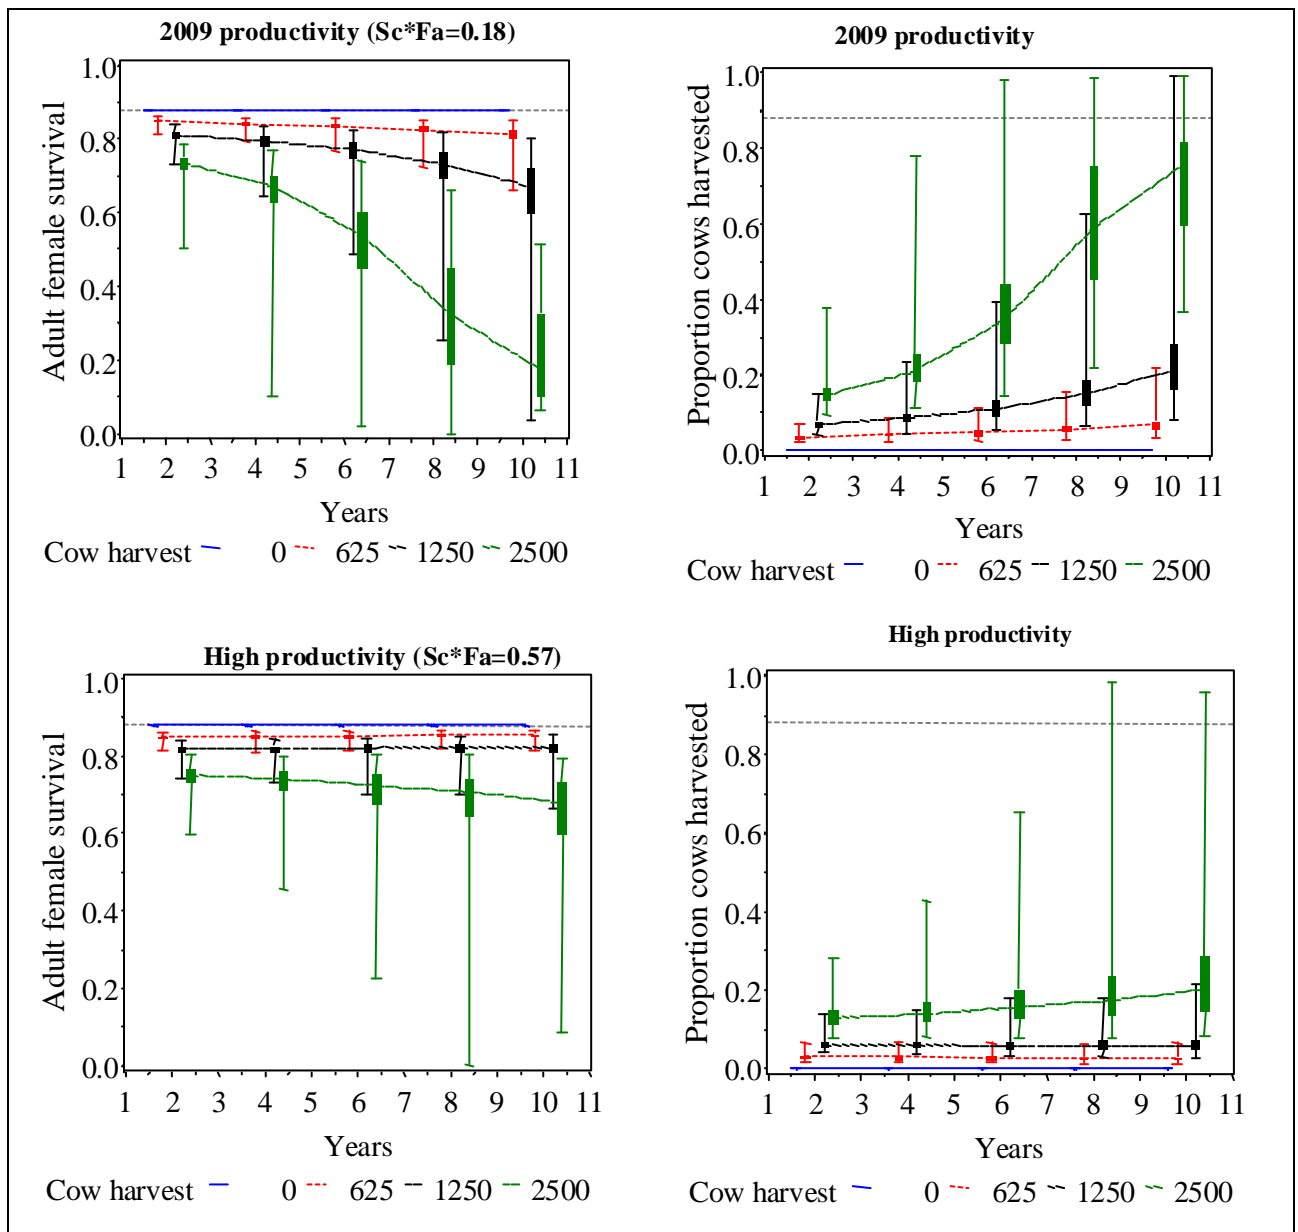 2009 productivity (Sc*Fa=0.18)
Adult female survival
1.0
0.8
0.6
0.4
0.2
0.0
1 2 3 4 5 6 7 8 9 10 11
Years
Cow harvest 0 625 1250 2500
2009 productivity
Proportion cows harvested
1.0
0.8
0.6
0.4
0.2
0.0
1 2 3 4 5 6 7 8 9 10 11
Years
Cow harvest 0 625 1250 2500
High productivity (Sc*Fa=0.57)
Adult female survival
1.0
0.8
0.6
0.4
0.2
0.0
1 2 3 4 5 6 7 8 9 10 11
Years
Cow harvest 0 625 1250 2500
High productivity
Proportion cows harvested
1.0
0.8
0.6
0.4
0.2
0.0
1 2 3 4 5 6 7 8 9 10 11
Years
Cow harvest 0 625 1250 2500